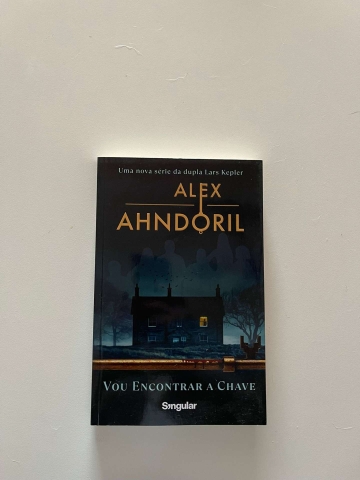 Uma nova série da dupla Lars Kepler
ALEX
AHNDORIL
VOU ENCONTRAR A CHAVE
Singular